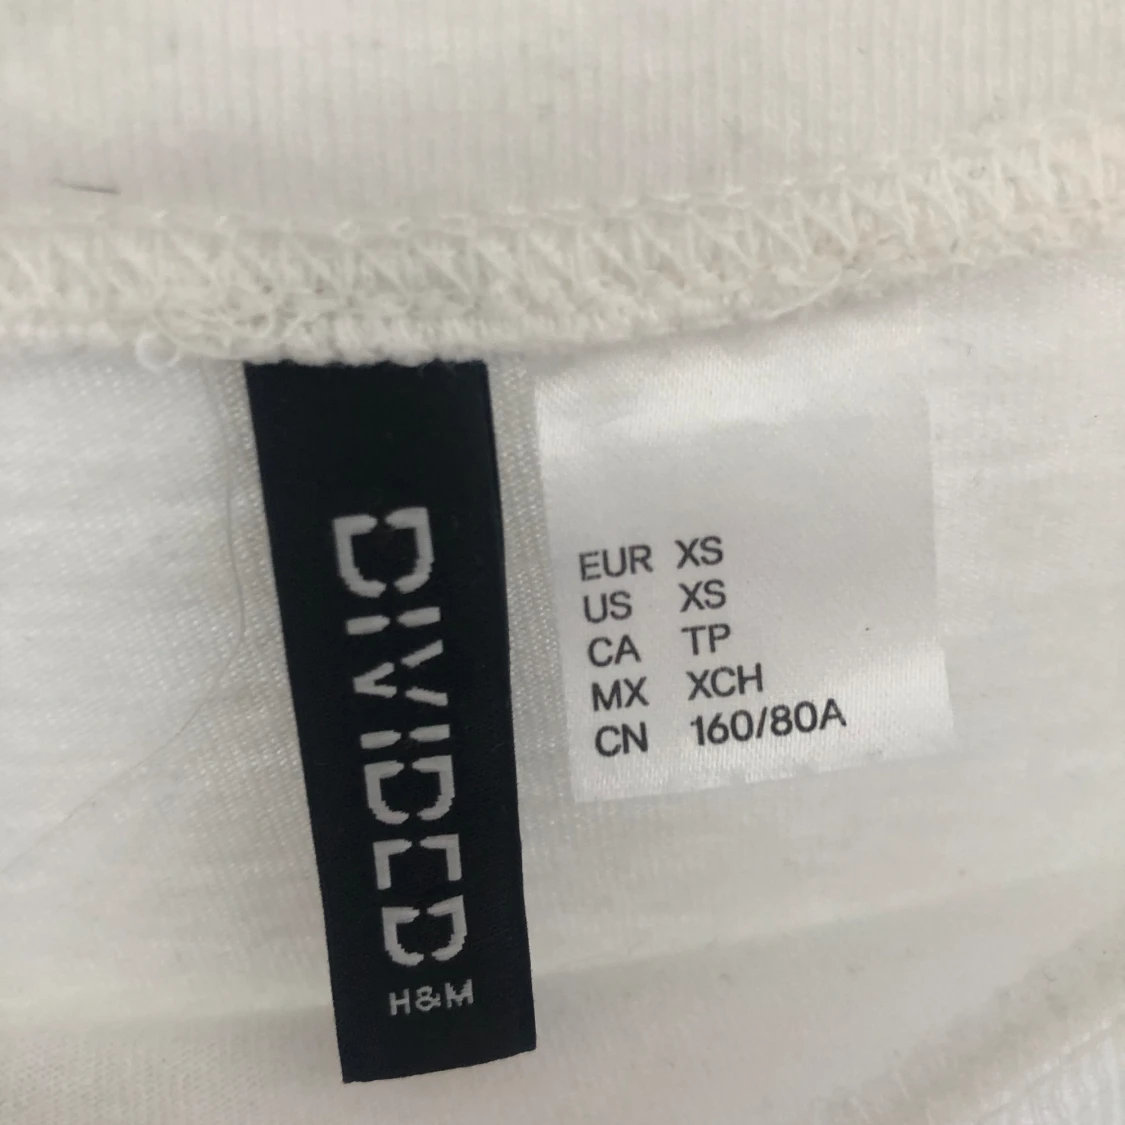 DIVIDED
H&M
EUR XS
US XS
CA TP
MX XCH
CN 160/80A